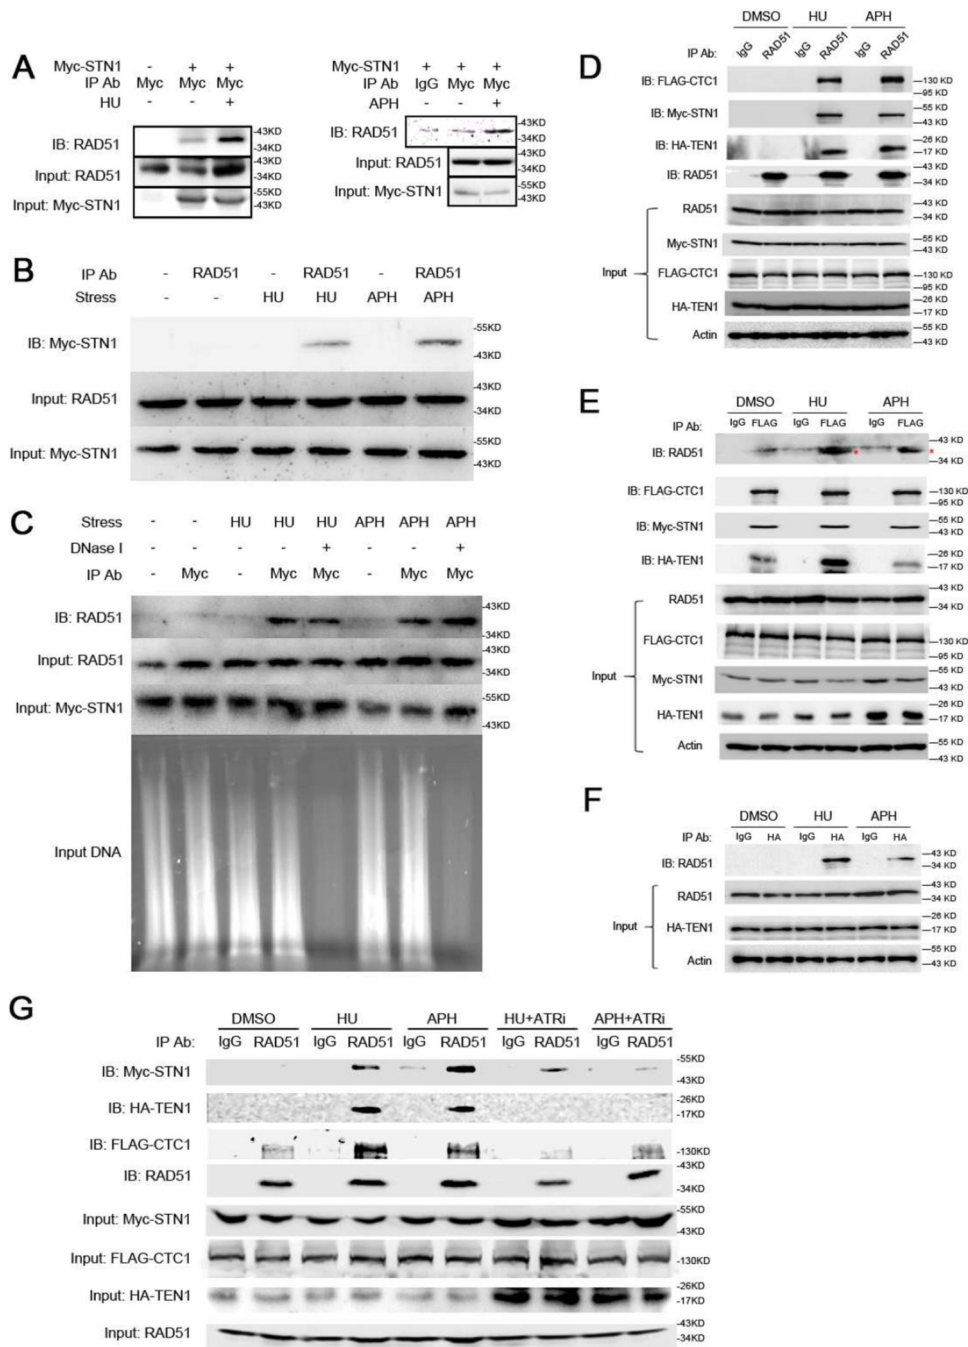 A
Myc-STN1 - + +
IP Ab Myc Myc Myc
HU - - +
IB: RAD51 -43KD
-34KD
Input: RAD51 -43KD
-34KD
Input: Myc-STN1 -55KD
-43KD
Myc-STN1 + + +
IP Ab IgG Myc Myc
APH - - +
IB: RAD51 -43KD
-34KD
Input: RAD51 -43KD
-34KD
Input: Myc-STN1 -55KD
-43KD
B
IP Ab - RAD51 - RAD51 - RAD51
Stress - - HU HU APH APH
IB: Myc-STN1 -55KD
-43KD
Input: RAD51 -43KD
-34KD
Input: Myc-STN1 -55KD
-43KD
C
Stress - - HU HU HU APH APH APH
DNase I - - - - + - - +
IP Ab - Myc - Myc Myc - Myc Myc
IB: RAD51 -43KD
-34KD
Input: RAD51 -43KD
-34KD
Input: Myc-STN1 -55KD
-43KD
Input DNA
D
DMSO HU APH
IP Ab: IgG RAD51 IgG RAD51 IgG RAD51
IB: FLAG-CTC1 —130 KD
—95 KD
IB: Myc-STN1 —55 KD
—43 KD
IB: HA-TEN1 —26 KD
—17 KD
IB: RAD51 —43 KD
—34 KD
Input
RAD51 —43 KD
—34 KD
Myc-STN1 —55 KD
—43 KD
FLAG-CTC1 —130 KD
—95 KD
HA-TEN1 —26 KD
—17 KD
Actin —55 KD
—43 KD
E
DMSO HU APH
IP Ab: IgG FLAG IgG FLAG IgG FLAG
IB: RAD51 * * —43 KD
—34 KD
IB: FLAG-CTC1 —130 KD
—95 KD
IB: Myc-STN1 —55 KD
—43 KD
IB: HA-TEN1 —26 KD
—17 KD
Input
RAD51 —43 KD
—34 KD
FLAG-CTC1 —130 KD
—95 KD
Myc-STN1 —55 KD
—43 KD
HA-TEN1 —26 KD
—17 KD
Actin —55 KD
—43 KD
F
DMSO HU APH
IP Ab: IgG HA IgG HA IgG HA
IB: RAD51 —43 KD
—34 KD
Input
RAD51 —43 KD
—34 KD
HA-TEN1 —26 KD
—17 KD
Actin —55 KD
—43 KD
G
DMSO HU APH HU+ATRi APH+ATRi
IP Ab: IgG RAD51 IgG RAD51 IgG RAD51 IgG RAD51 IgG RAD51
IB: Myc-STN1 -55KD
-43KD
IB: HA-TEN1 -26KD
-17KD
IB: FLAG-CTC1 -130KD
IB: RAD51 -43KD
-34KD
Input: Myc-STN1 -55KD
-43KD
Input: FLAG-CTC1 -130KD
Input: HA-TEN1 -26KD
-17KD
Input: RAD51 -43KD
-34KD